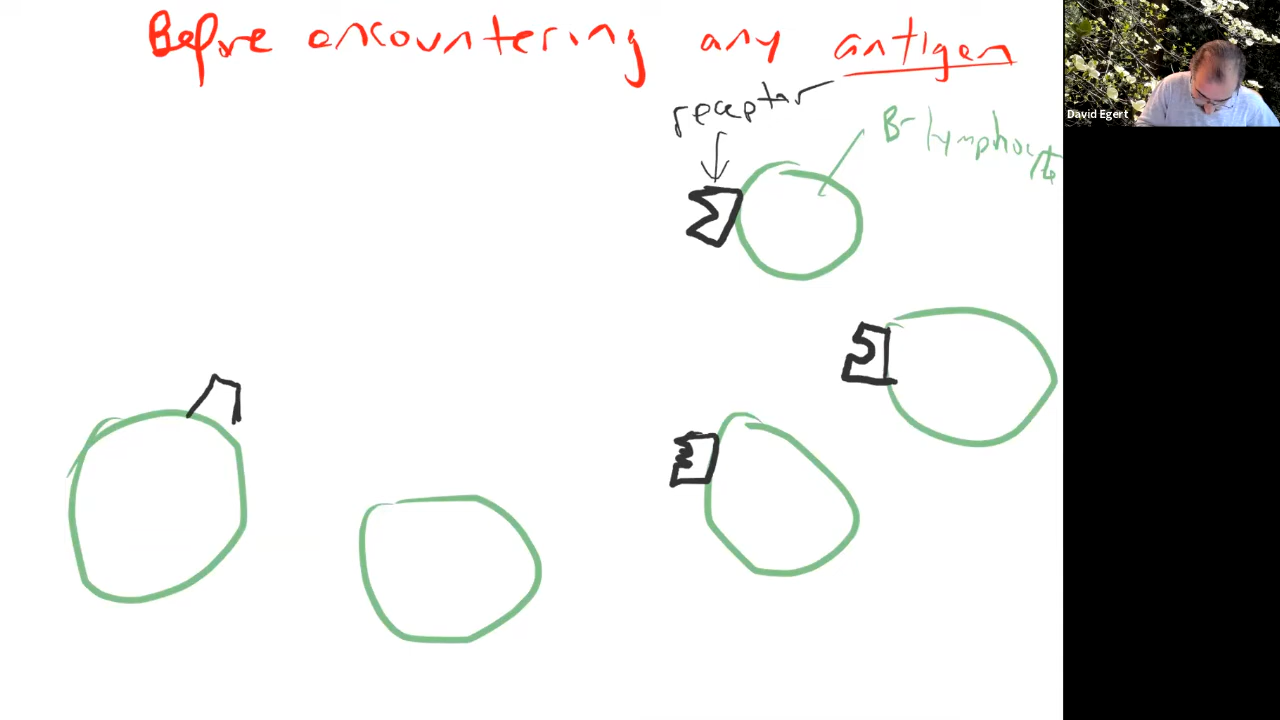 Before encountering any antigen
receptor
B-lymphocyte
David Egert